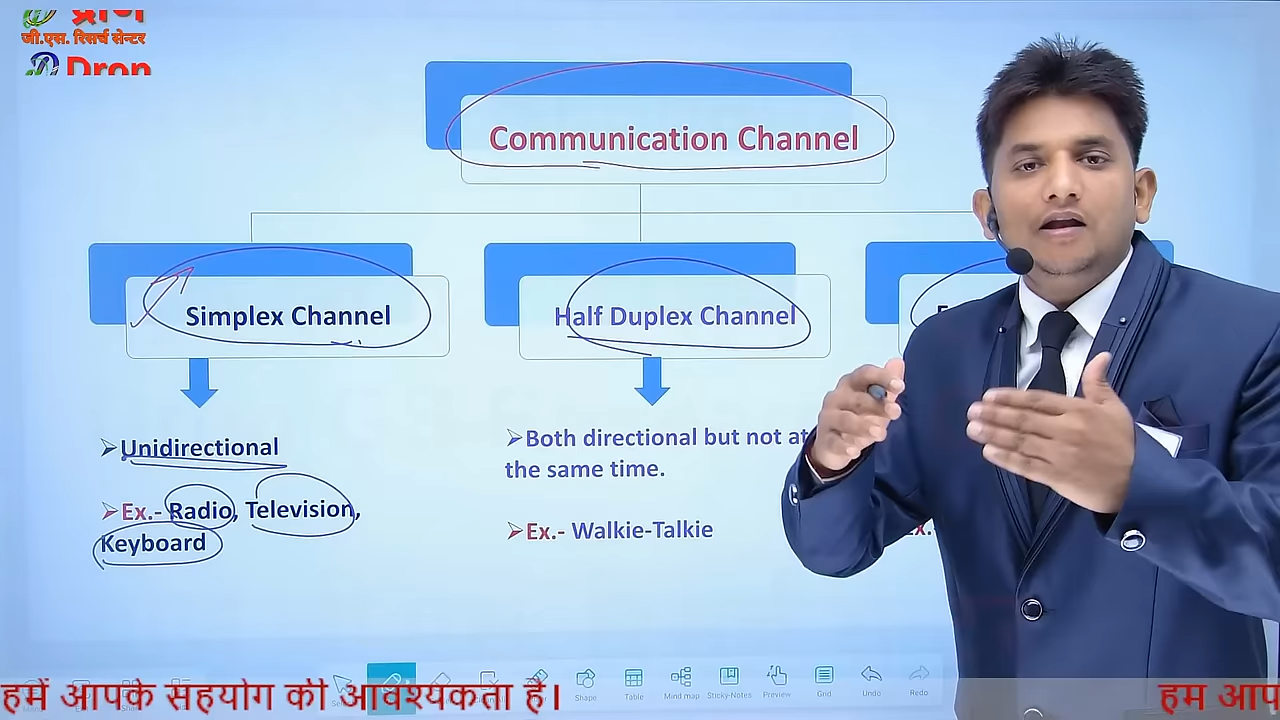 जी.एस. रिसर्च सेन्टर
Dron
Communication Channel
Simplex Channel
Half Duplex Channel
Unidirectional
Ex.- Radio, Television,
Keyboard
Both directional but not at
the same time.
Ex.- Walkie-Talkie
Ex.
Shape
Table
Mind map
Sticky-Notes
Preview
Grid
Undo
Redo
हमें आपके सहयोग की आवश्यकता है।
हम आप